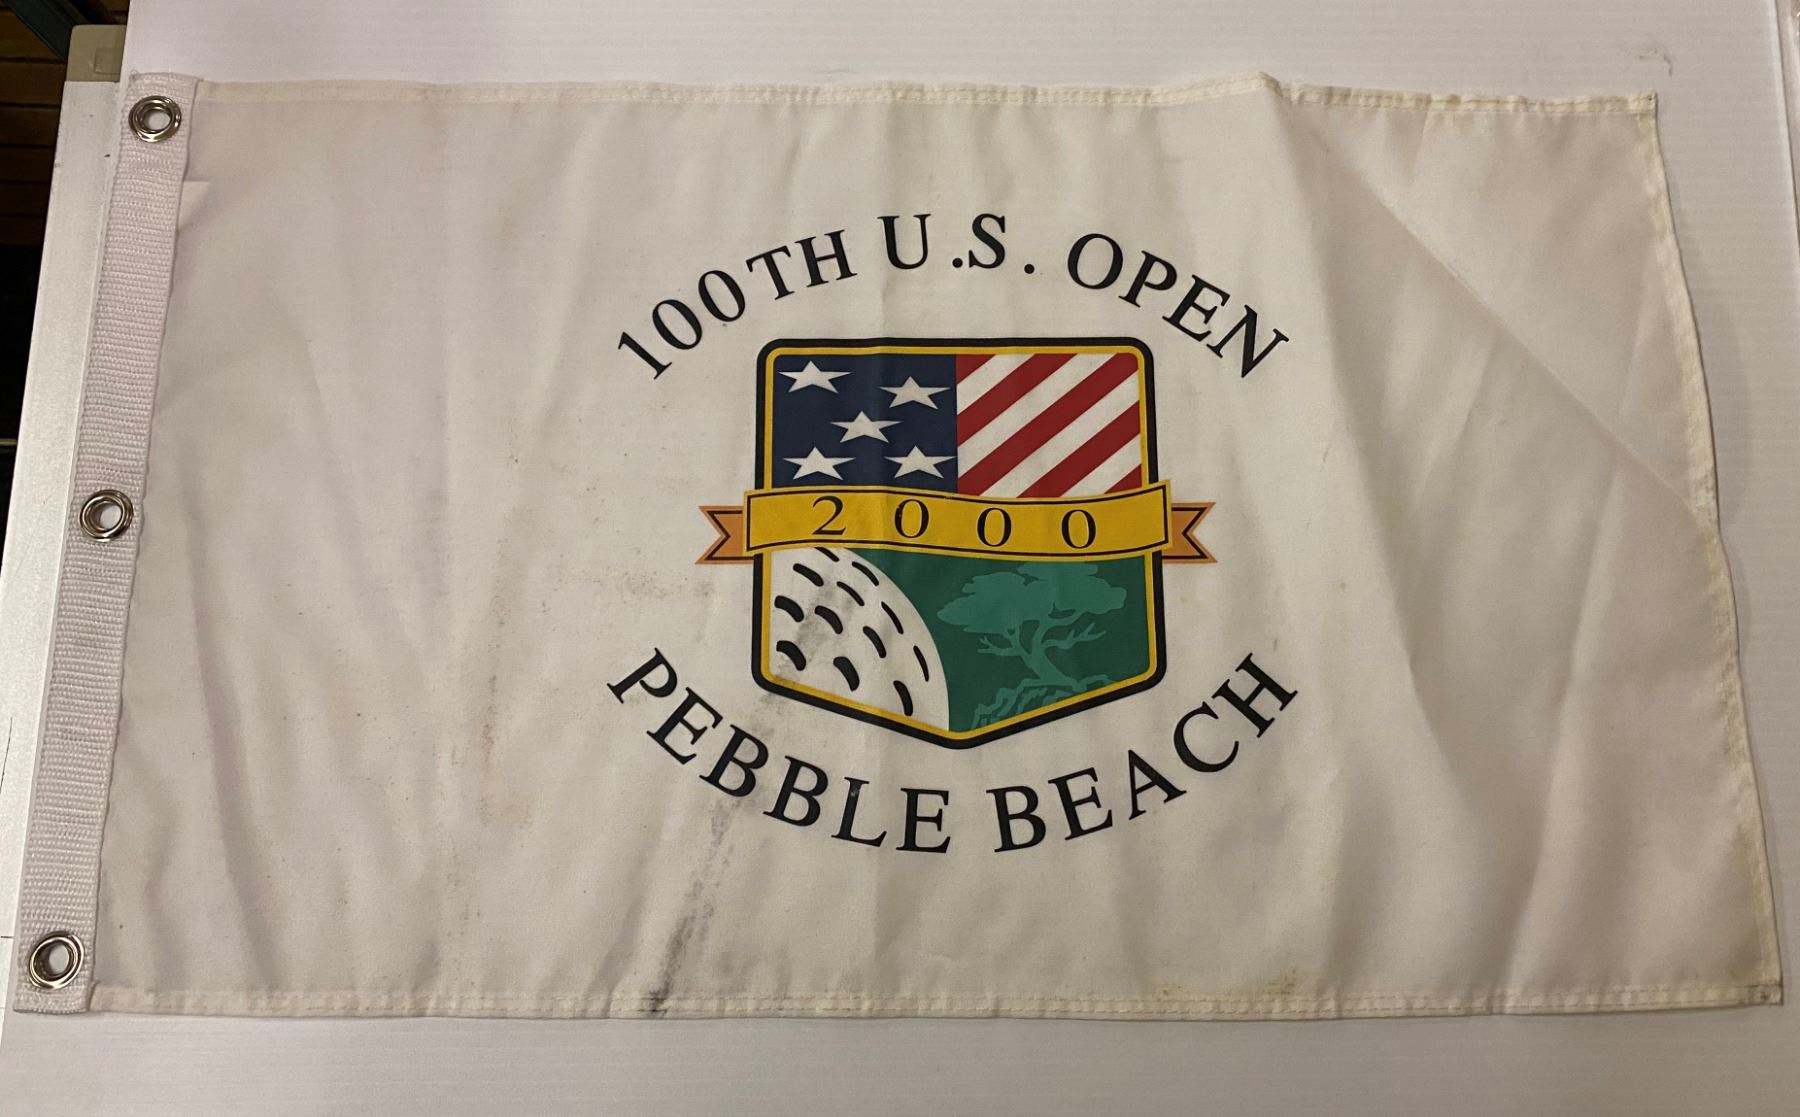 100TH U.S. OPEN
2000
PEBBLE BEACH